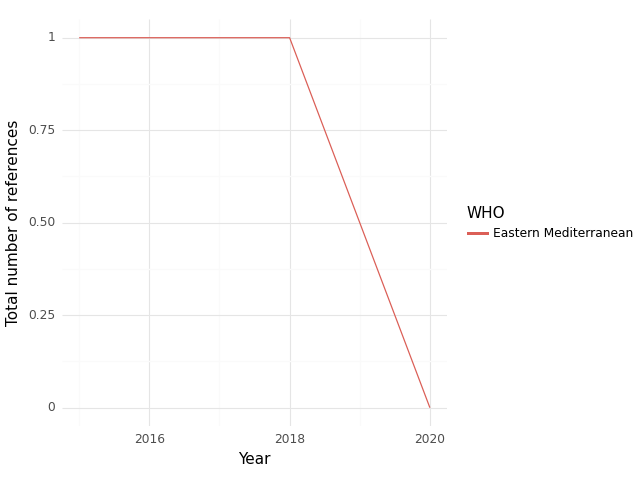 1
0.75
0.50
0.25
0
2016
2018
2020
Year
Total number of references
WHO
Eastern Mediterranean